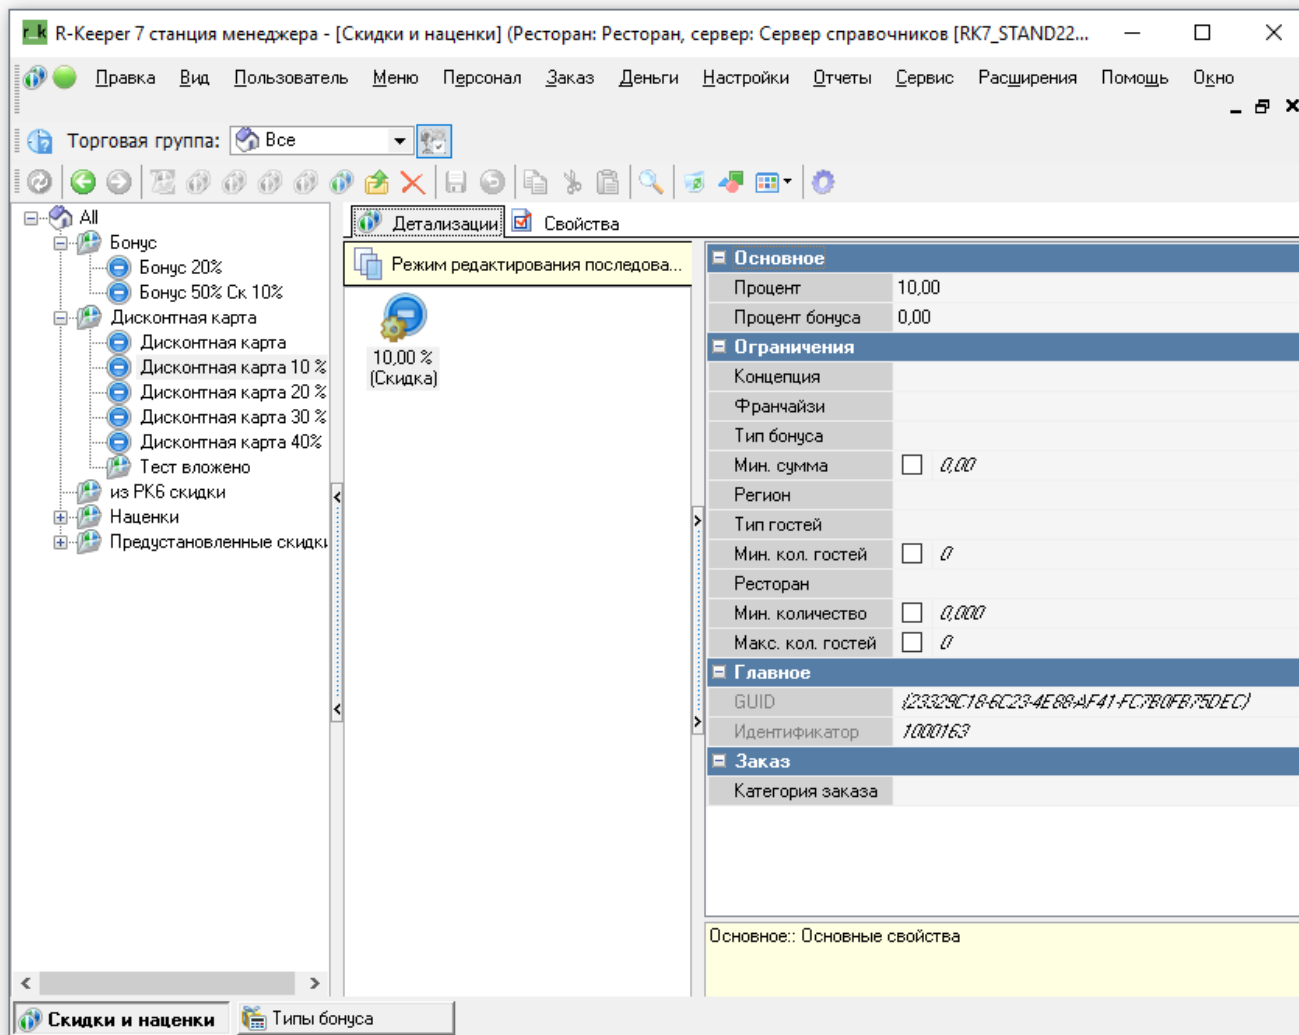 r_k R-Keeper 7 станция менеджера - [Скидки и наценки] (Ресторан: Ресторан, сервер: Сервер справочников [RK7_STAND22...
Правка Вид Пользователь Меню Персонал Заказ Деньги Настройки Отчеты Сервис Расширения Помощь Окно
Торговая группа: Все
All
Бонус
Бонус 20%
Бонус 50% Ск 10%
Дисконтная карта
Дисконтная карта
Дисконтная карта 10 %
Дисконтная карта 20 %
Дисконтная карта 30 %
Дисконтная карта 40%
Тест вложено
из РК6 скидки
Наценки
Предустановленные скидки
Детализации Свойства
Режим редактирования последова...
10,00 %
(Скидка)
Основное
Процент 10,00
Процент бонуса 0,00
Ограничения
Концепция
Франчайзи
Тип бонуса
Мин. сумма 0,00
Регион
Тип гостей
Мин. кол. гостей 0
Ресторан
Мин. количество 0,000
Макс. кол. гостей 0
Главное
GUID {23329C18-6C23-4E88-AF41-FC7B0FB75DEC}
Идентификатор 1000163
Заказ
Категория заказа
Основное:: Основные свойства
Скидки и наценки Типы бонуса